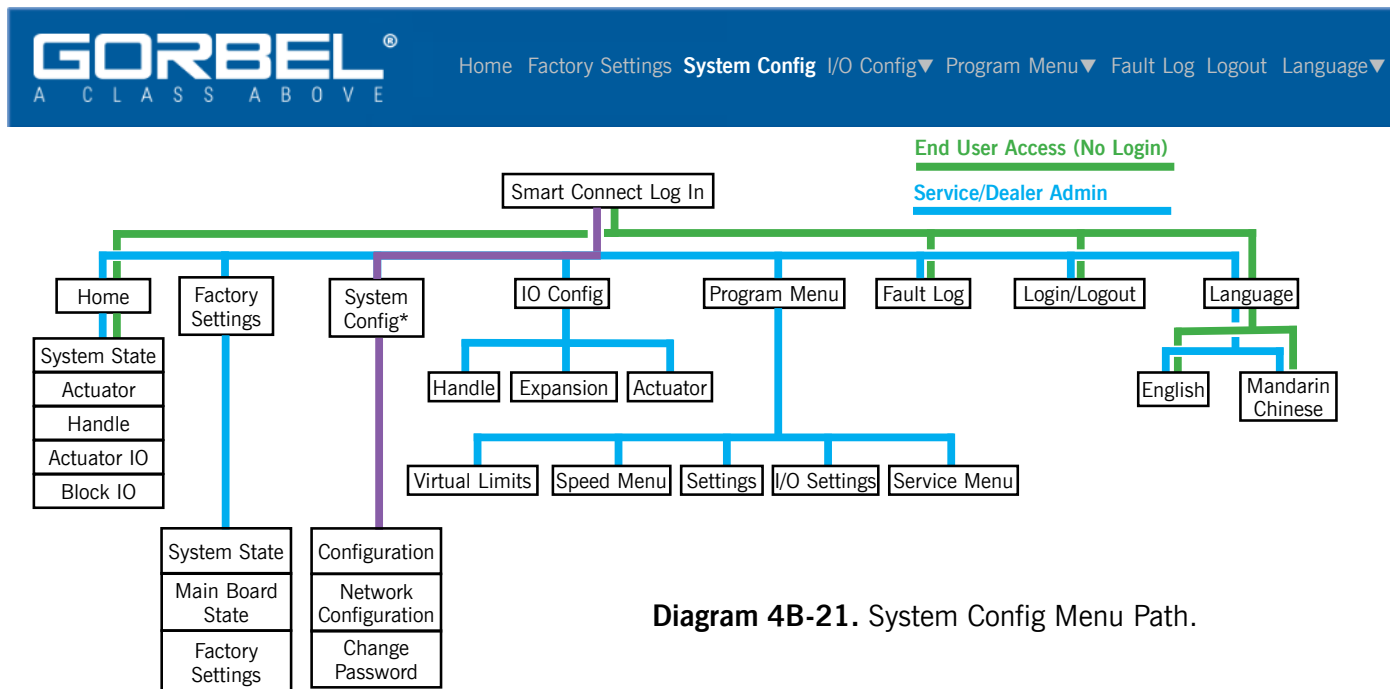 GORBEL®
A CLASS ABOVE
Home Factory Settings System Config I/O Config▼ Program Menu▼ Fault Log Logout Language▼
End User Access (No Login)
Service/Dealer Admin
Smart Connect Log In
Home
Factory
Settings
System
Config*
IO Config
Program Menu
Fault Log
Login/Logout
Language
System State
Actuator
Handle
Actuator IO
Block IO
Handle
Expansion
Actuator
English
Mandarin
Chinese
Virtual Limits
Speed Menu
Settings
I/O Settings
Service Menu
System State
Main Board
State
Factory
Settings
Configuration
Network
Configuration
Change
Password
Diagram 4B-21. System Config Menu Path.